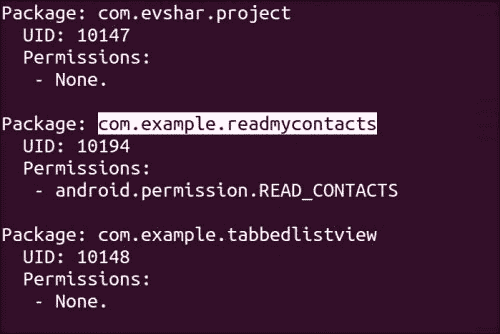 Package: com.evshar.project
UID: 10147
Permissions:
- None.
Package: com.example.readmycontacts
UID: 10194
Permissions:
- android.permission.READ_CONTACTS
Package: com.example.tabbedlistview
UID: 10148
Permissions:
- None.